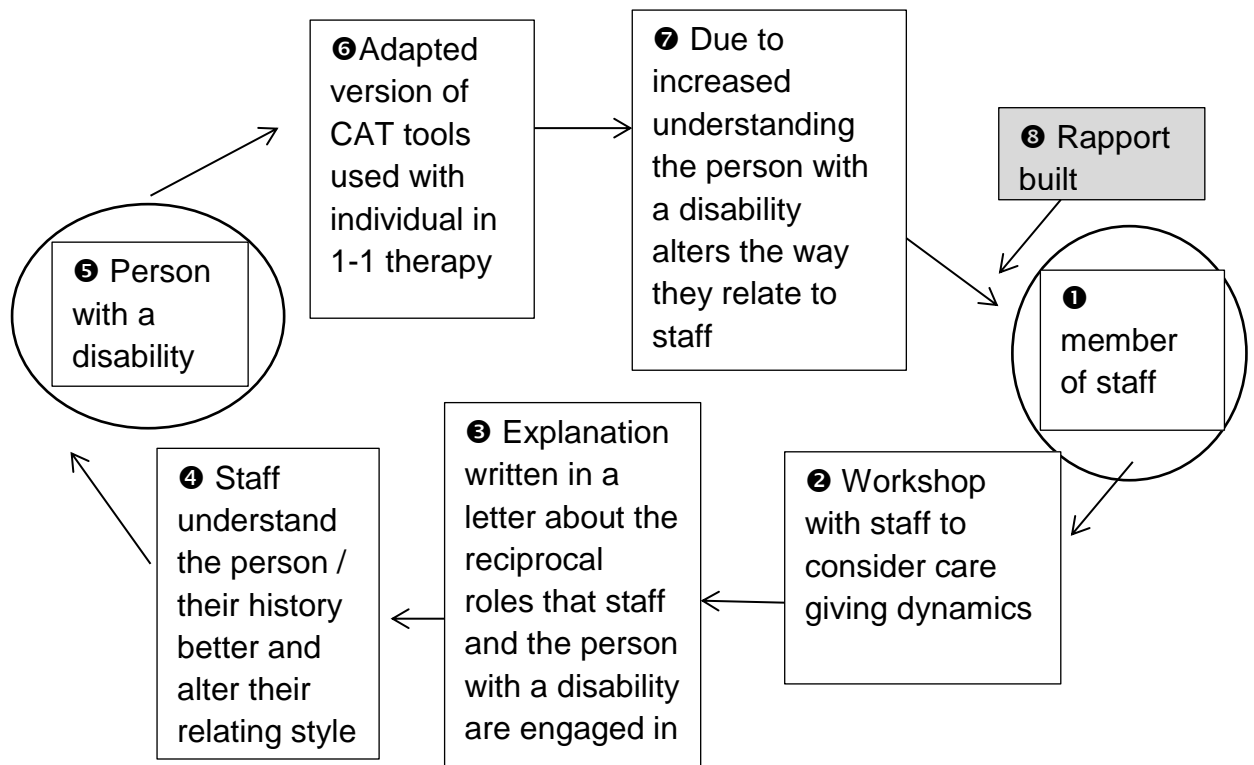 ❶
member
of staff
❷ Workshop
with staff to
consider care
giving dynamics
❸ Explanation
written in a
letter about the
reciprocal
roles that staff
and the person
with a disability
are engaged in
❹ Staff
understand
the person /
their history
better and
alter their
relating style
❺ Person
with a
disability
❻Adapted
version of
CAT tools
used with
individual in
1-1 therapy
❼ Due to
increased
understanding
the person with
a disability
alters the way
they relate to
staff
❽ Rapport
built